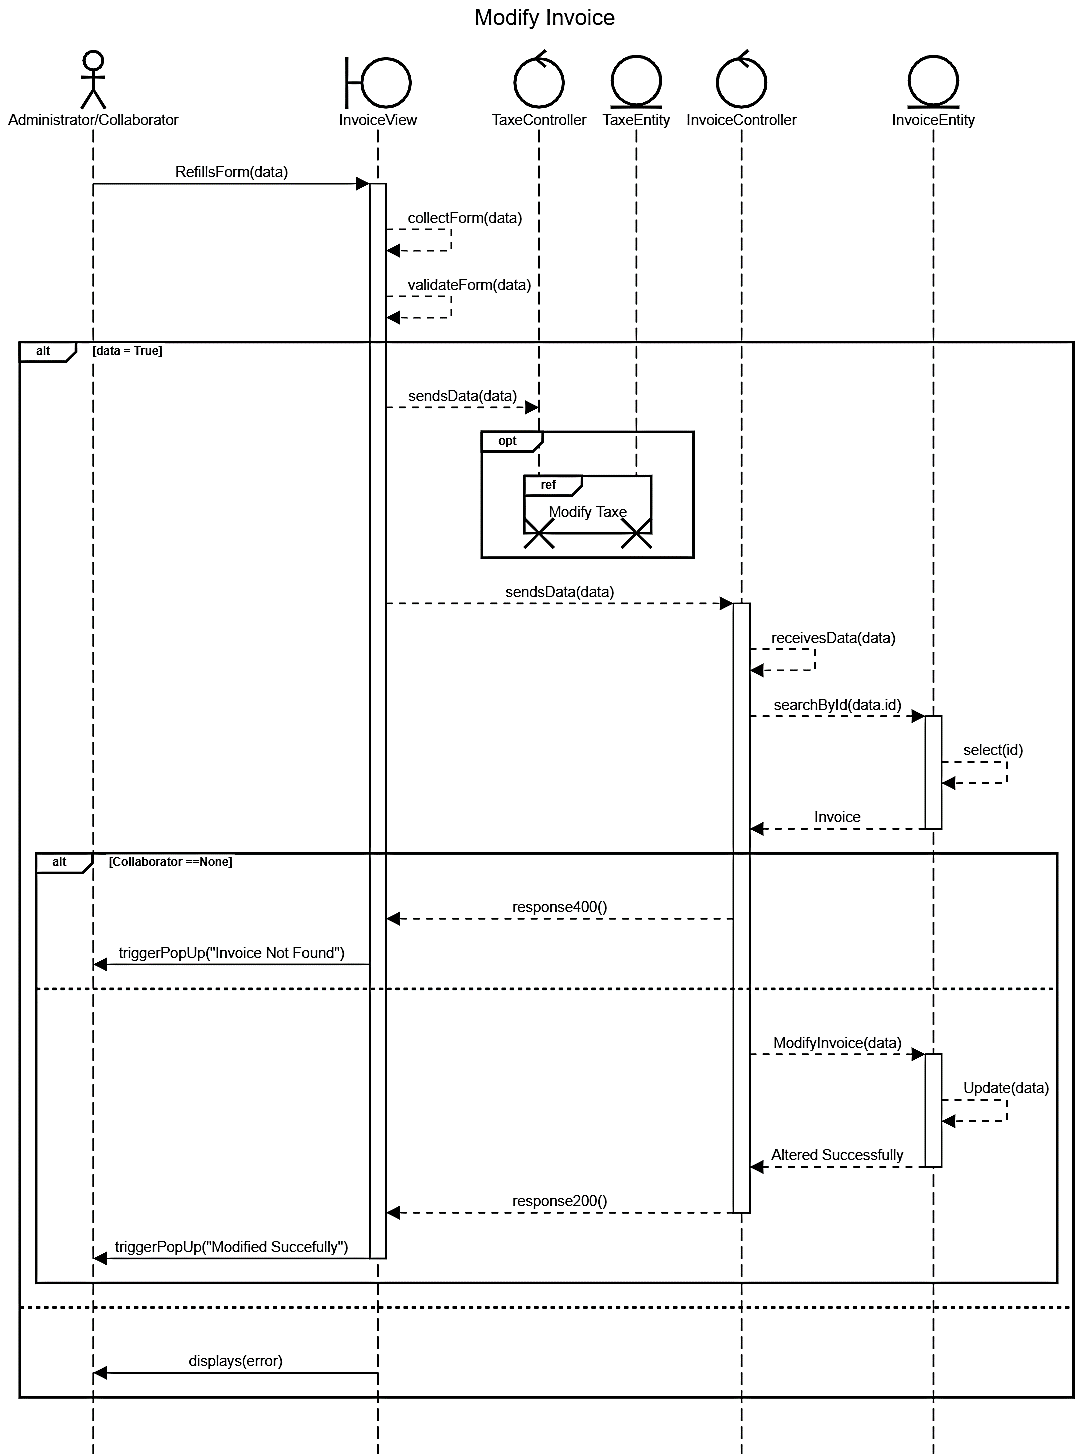 Modify Invoice
Administrator/Collaborator
InvoiceView
TaxeController
TaxeEntity
InvoiceController
InvoiceEntity
RefillsForm(data)
collectForm(data)
validateForm(data)
alt
[data = True]
sendsData(data)
opt
ref
Modify Taxe
sendsData(data)
receivesData(data)
searchById(data.id)
select(id)
Invoice
alt
[Collaborator ==None]
response400()
triggerPopUp("Invoice Not Found")
ModifyInvoice(data)
Update(data)
Altered Successfully
response200()
triggerPopUp("Modified Succefully")
displays(error)